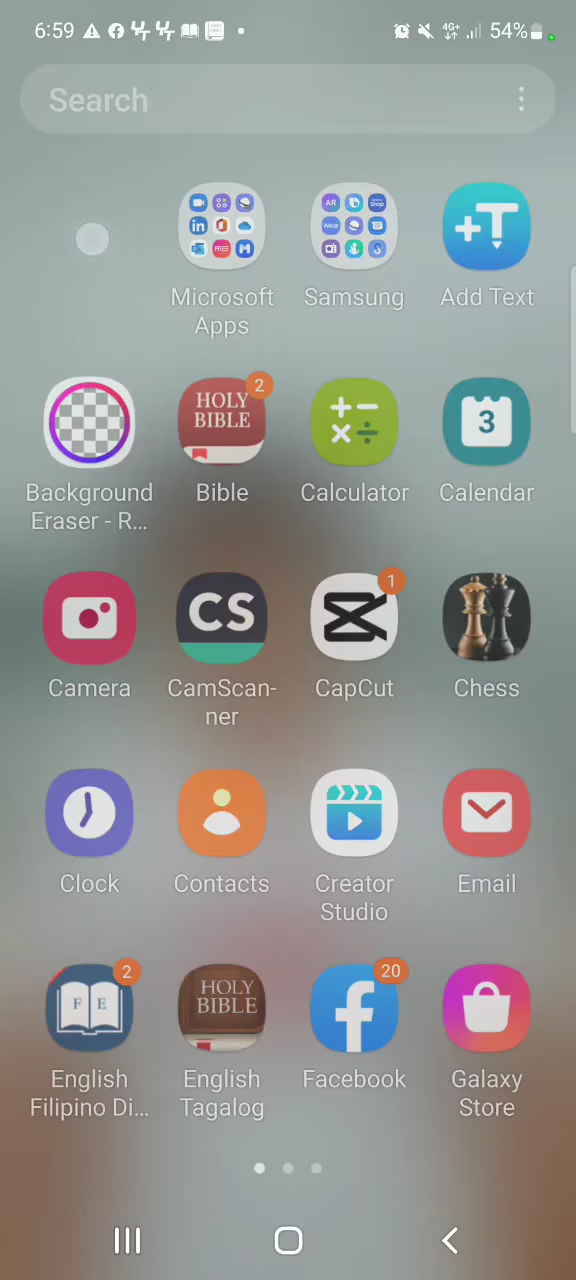 6:59
4G+
54%
Search
Microsoft
Apps
Samsung
Add Text
Background
Eraser - R...
2
HOLY
BIBLE
Bible
Calculator
3
Calendar
Camera
CS
CamScan-
ner
1
CapCut
Chess
Clock
Contacts
Creator
Studio
Email
2
F E
English
Filipino Di...
HOLY
BIBLE
English
Tagalog
20
Facebook
Galaxy
Store